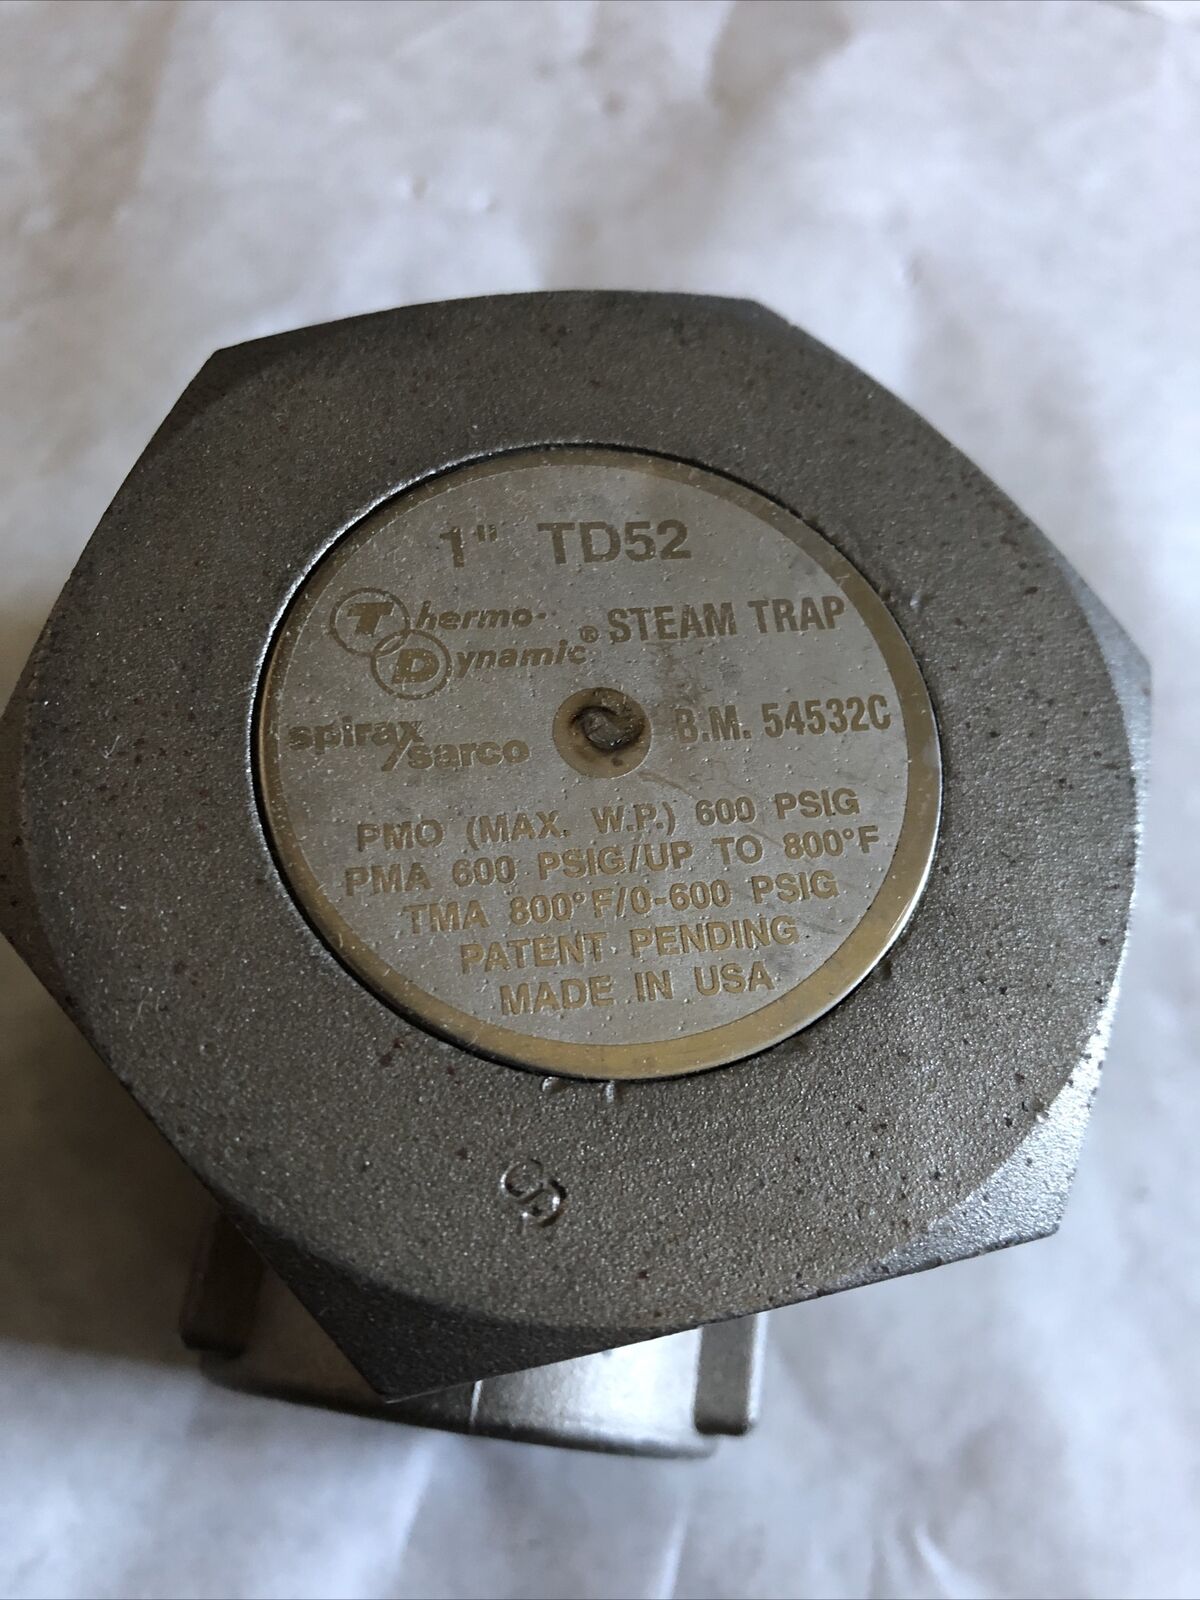 1" TD52
Thermo-
Dynamic® STEAM TRAP
spirax
sarco
B.M. 54532C
PMO (MAX. W.P.) 600 PSIG
PMA 600 PSIG/UP TO 800°F
TMA 800°F/0-600 PSIG
PATENT PENDING
MADE IN USA